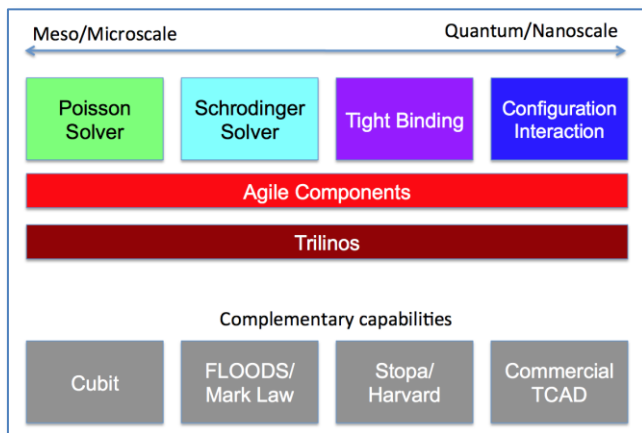 Meso/Microscale
Quantum/Nanoscale
Poisson
Solver
Schrodinger
Solver
Tight Binding
Configuration
Interaction
Agile Components
Trilinos
Complementary capabilities
Cubit
FLOODS/
Mark Law
Stopa/
Harvard
Commercial
TCAD